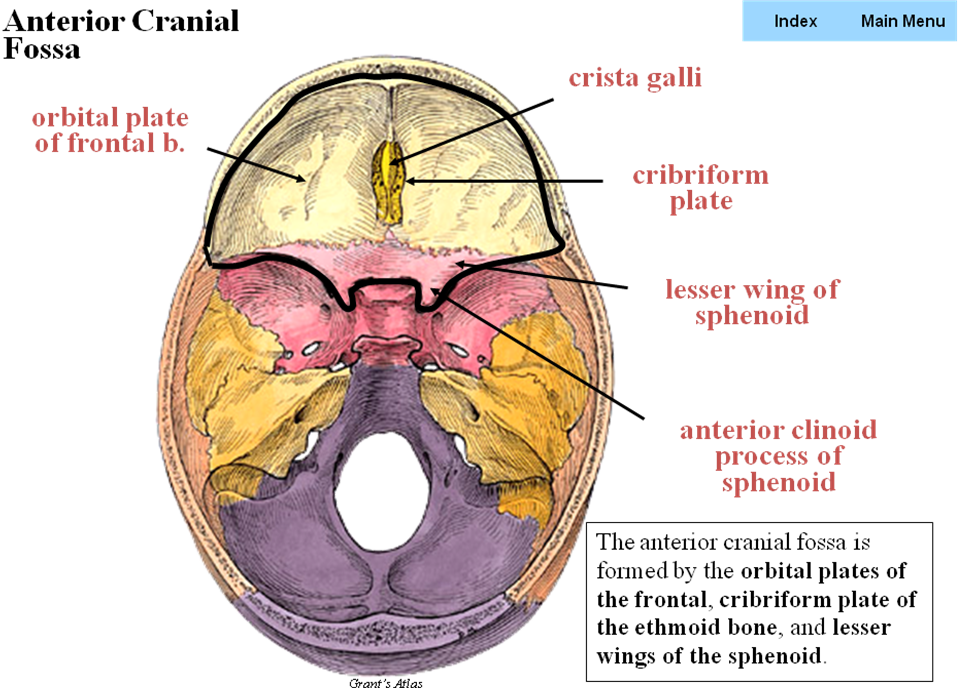 Anterior Cranial
Fossa
Index
Main Menu
crista galli
orbital plate
of frontal b.
cribriform
plate
lesser wing of
sphenoid
anterior clinoid
process of
sphenoid
The anterior cranial fossa is
formed by the orbital plates of
the frontal, cribriform plate of
the ethmoid bone, and lesser
wings of the sphenoid.
Grant's Atlas